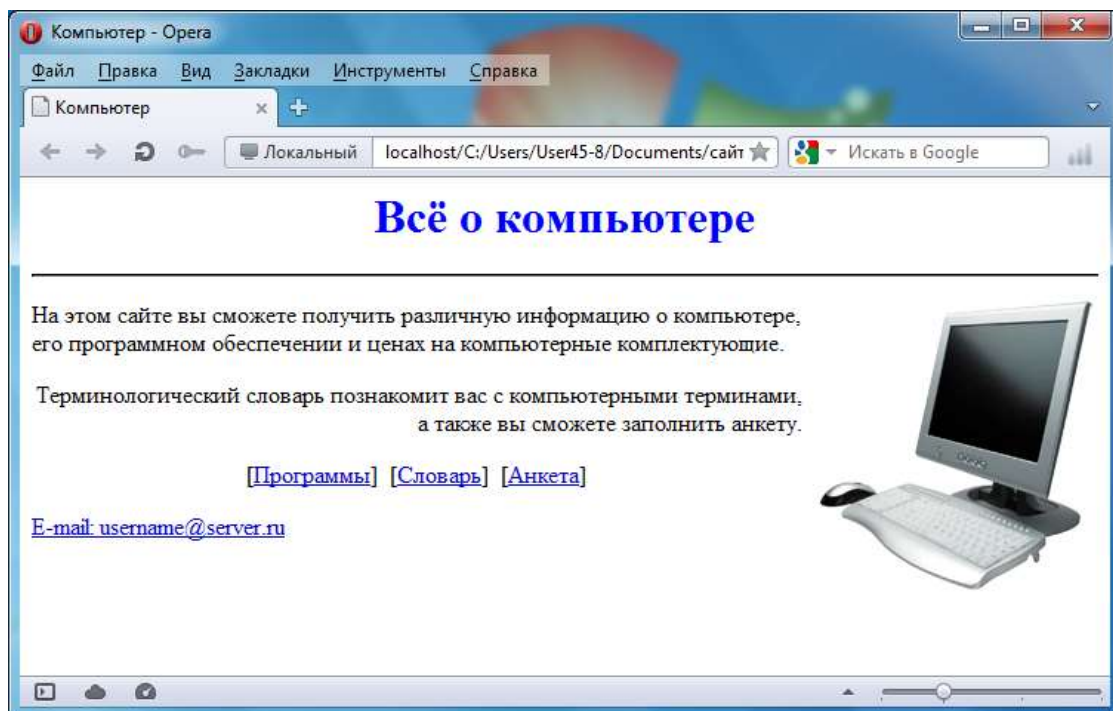 Компьютер - Opera
Файл Правка Вид Закладки Инструменты Справка
Компьютер
Локальный localhost/C:/Users/User45-8/Documents/сайт Искать в Google
Всё о компьютере
На этом сайте вы сможете получить различную информацию о компьютере,
его программном обеспечении и ценах на компьютерные комплектующие.
Терминологический словарь познакомит вас с компьютерными терминами,
а также вы сможете заполнить анкету.
[Программы] [Словарь] [Анкета]
E-mail: username@server.ru